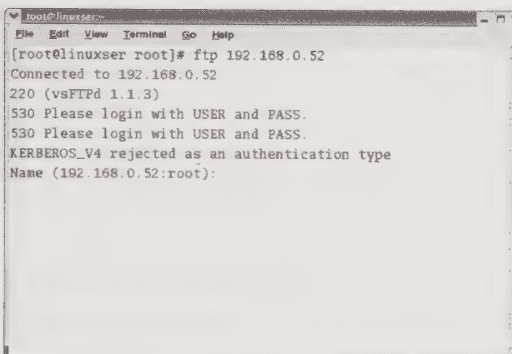 root@linuxser:~
File Edit View Terminal Go Help
[root@linuxser root]# ftp 192.168.0.52
Connected to 192.168.0.52
220 (vsFTPd 1.1.3)
530 Please login with USER and PASS.
530 Please login with USER and PASS.
KERBEROS_V4 rejected as an authentication type
Name (192.168.0.52:root):